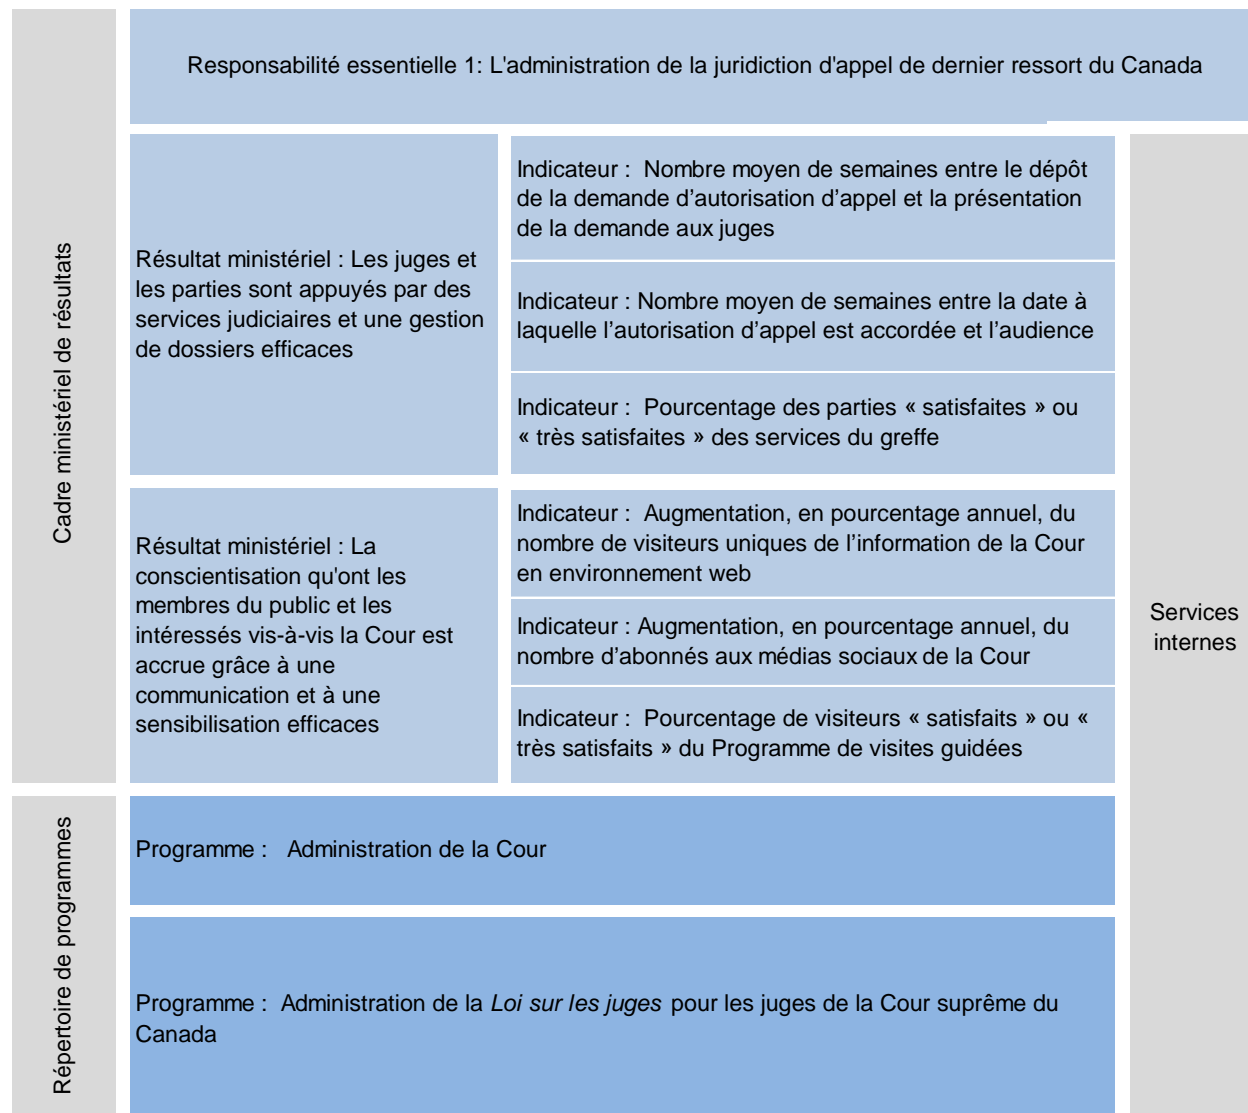 Responsabilité essentielle 1: L'administration de la juridiction d'appel de dernier ressort du Canada
Cadre ministériel de résultats
Résultat ministériel : Les juges et
les parties sont appuyés par des
services judiciaires et une gestion
de dossiers efficaces
Indicateur : Nombre moyen de semaines entre le dépôt
de la demande d’autorisation d’appel et la présentation
de la demande aux juges
Indicateur : Nombre moyen de semaines entre la date à
laquelle l’autorisation d’appel est accordée et l’audience
Indicateur : Pourcentage des parties « satisfaites » ou
« très satisfaites » des services du greffe
Résultat ministériel : La
conscientisation qu'ont les
membres du public et les
intéressés vis-à-vis la Cour est
accrue grâce à une
communication et à une
sensibilisation efficaces
Indicateur : Augmentation, en pourcentage annuel, du
nombre de visiteurs uniques de l’information de la Cour
en environnement web
Indicateur : Augmentation, en pourcentage annuel, du
nombre d’abonnés aux médias sociaux de la Cour
Indicateur : Pourcentage de visiteurs « satisfaits » ou «
très satisfaits » du Programme de visites guidées
Services
internes
Répertoire de programmes
Programme : Administration de la Cour
Programme : Administration de la Loi sur les juges pour les juges de la Cour suprême du
Canada